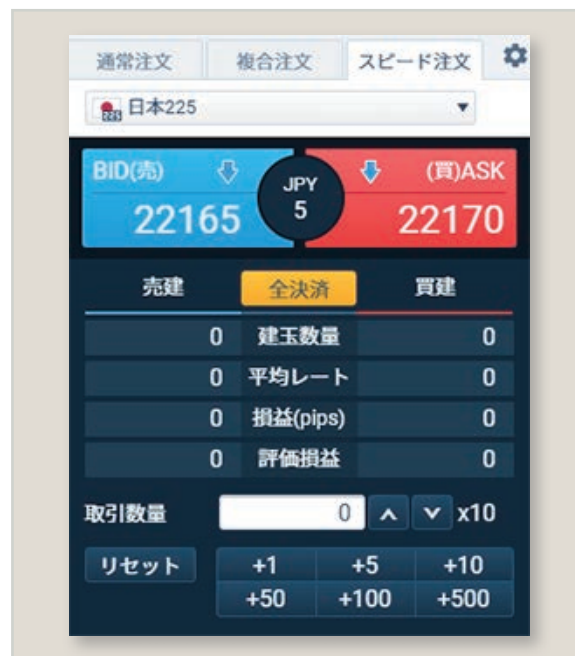 通常注文 複合注文 スピード注文
225 日本225
BID(売) JPY (買)ASK
22165 5 22170
売建 全決済 買建
0 建玉数量 0
0 平均レート 0
0 損益(pips) 0
0 評価損益 0
取引数量 0 x10
リセット +1 +5 +10
+50 +100 +500